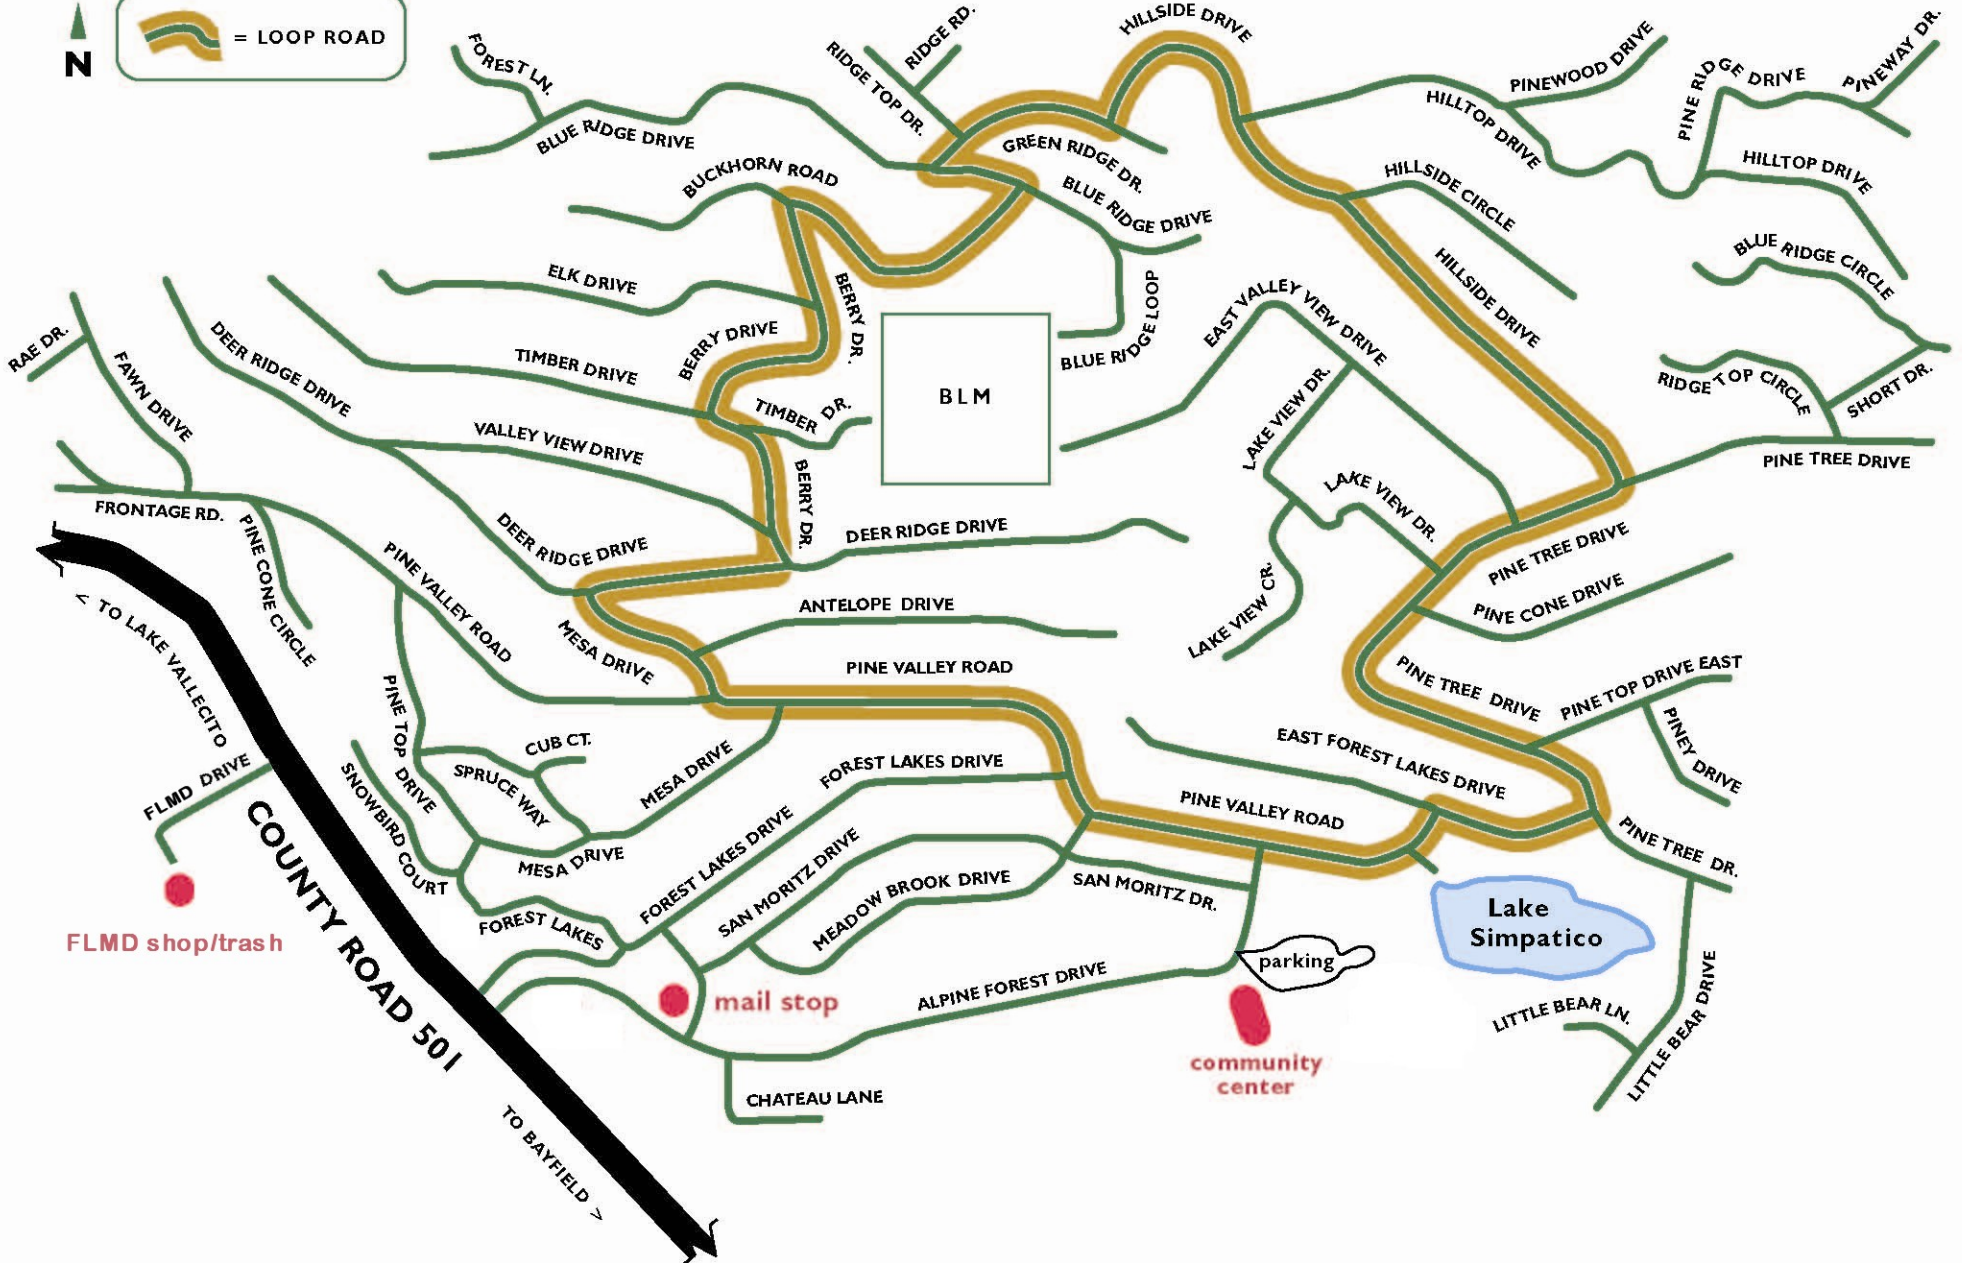 N
= LOOP ROAD
FOREST LN.
BLUE RIDGE DRIVE
RIDGE TOP DR.
RIDGE RD.
HILLSIDE DRIVE
GREEN RIDGE DR.
PINEWOOD DRIVE
HILLTOP DRIVE
PINE RIDGE DRIVE
PINEWAY DR.
HILLTOP DRIVE
BUCKHORN ROAD
BLUE RIDGE DRIVE
HILLSIDE CIRCLE
BLUE RIDGE CIRCLE
ELK DRIVE
BERRY DR.
BLUE RIDGE LOOP
HILLSIDE DRIVE
EAST VALLEY VIEW DRIVE
RAE DR.
FAWN DRIVE
DEER RIDGE DRIVE
TIMBER DRIVE
BERRY DRIVE
TIMBER DR.
BLM
LAKE VIEW DR.
RIDGE TOP CIRCLE
SHORT DR.
VALLEY VIEW DRIVE
BERRY DR.
LAKE VIEW DR.
PINE TREE DRIVE
FRONTAGE RD.
PINE CONE CIRCLE
PINE VALLEY ROAD
DEER RIDGE DRIVE
DEER RIDGE DRIVE
PINE TREE DRIVE
LAKE VIEW CR.
PINE CONE DRIVE
< TO LAKE VALLECITO
ANTELOPE DRIVE
MESA DRIVE
PINE VALLEY ROAD
PINE TREE DRIVE
PINE TOP DRIVE EAST
PINEY DRIVE
PINE TOP DRIVE
CUB CT.
SPRUCE WAY
MESA DRIVE
FOREST LAKES DRIVE
EAST FOREST LAKES DRIVE
FLMD DRIVE
SNOWBIRD COURT
MESA DRIVE
FOREST LAKES DRIVE
SAN MORITZ DRIVE
PINE VALLEY ROAD
PINE TREE DR.
MEADOW BROOK DRIVE
SAN MORITZ DR.
FLMD shop/trash
COUNTY ROAD 501
FOREST LAKES
Lake
Simpatico
parking
mail stop
ALPINE FOREST DRIVE
LITTLE BEAR LN.
LITTLE BEAR DRIVE
community
center
CHATEAU LANE
TO BAYFIELD >